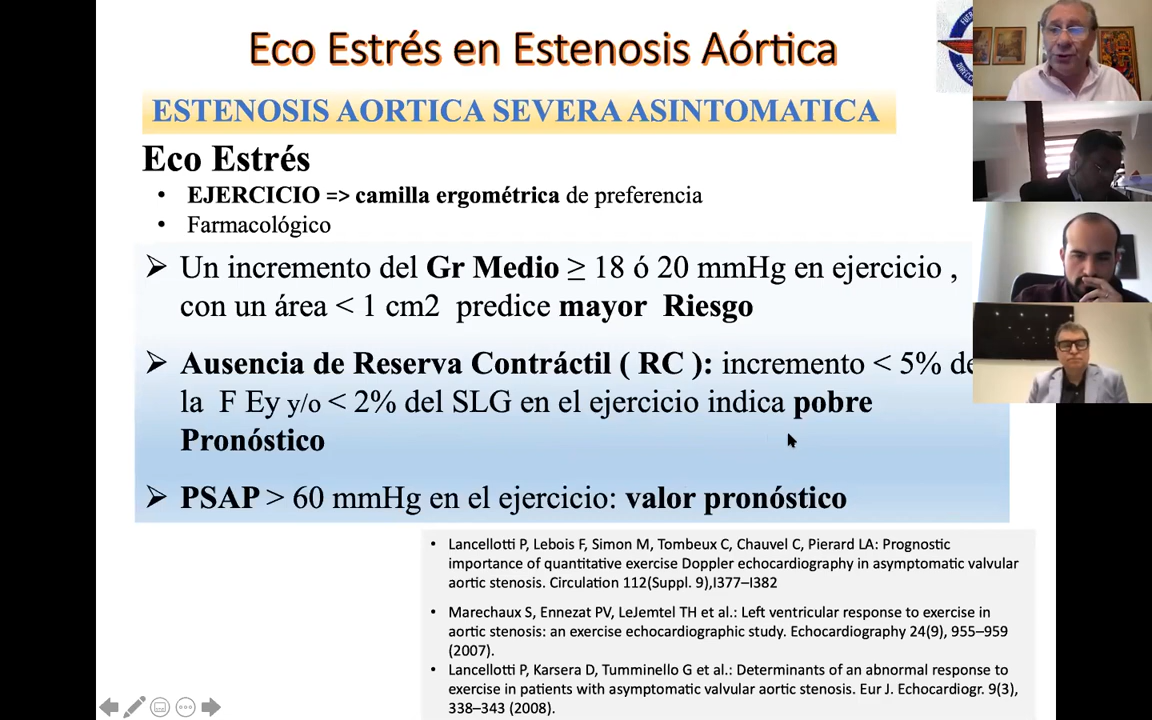 Eco Estrés en Estenosis Aórtica
ESTENOSIS AORTICA SEVERA ASINTOMATICA
Eco Estrés
• EJERCICIO => camilla ergométrica de preferencia
• Farmacológico
➢ Un incremento del Gr Medio ≥ 18 ó 20 mmHg en ejercicio ,
con un área < 1 cm2 predice mayor Riesgo
➢ Ausencia de Reserva Contráctil ( RC ): incremento < 5% de
la F Ey y/o < 2% del SLG en el ejercicio indica pobre
Pronóstico
➢ PSAP > 60 mmHg en el ejercicio: valor pronóstico
• Lancellotti P, Lebois F, Simon M, Tombeux C, Chauvel C, Pierard LA: Prognostic
importance of quantitative exercise Doppler echocardiography in asymptomatic valvular
aortic stenosis. Circulation 112(Suppl. 9),I377–I382
• Marechaux S, Ennezat PV, LeJemtel TH et al.: Left ventricular response to exercise in
aortic stenosis: an exercise echocardiographic study. Echocardiography 24(9), 955–959
(2007).
• Lancellotti P, Karsera D, Tumminello G et al.: Determinants of an abnormal response to
exercise in patients with asymptomatic valvular aortic stenosis. Eur J. Echocardiogr. 9(3),
338–343 (2008).